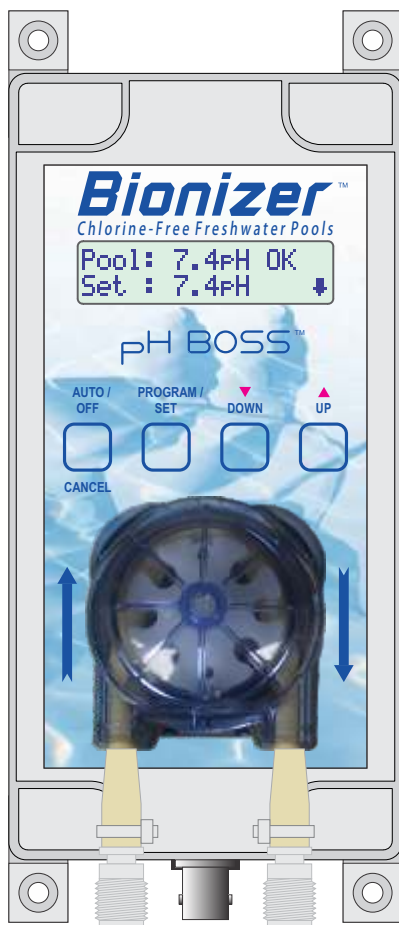 Bionizer™
Chlorine-Free Freshwater Pools
Pool: 7.4pH OK
Set : 7.4pH
pH BOSS™
AUTO / OFF
PROGRAM / SET
DOWN
UP
CANCEL